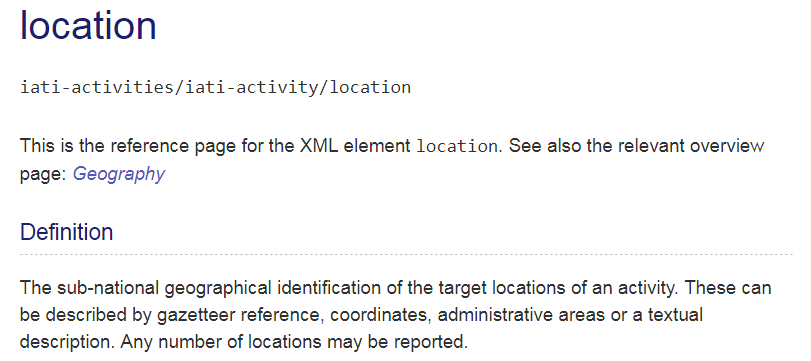 location
iati-activities/iati-activity/location
This is the reference page for the XML element location. See also the relevant overview
page: Geography
Definition
The sub-national geographical identification of the target locations of an activity. These can
be described by gazetteer reference, coordinates, administrative areas or a textual
description. Any number of locations may be reported.